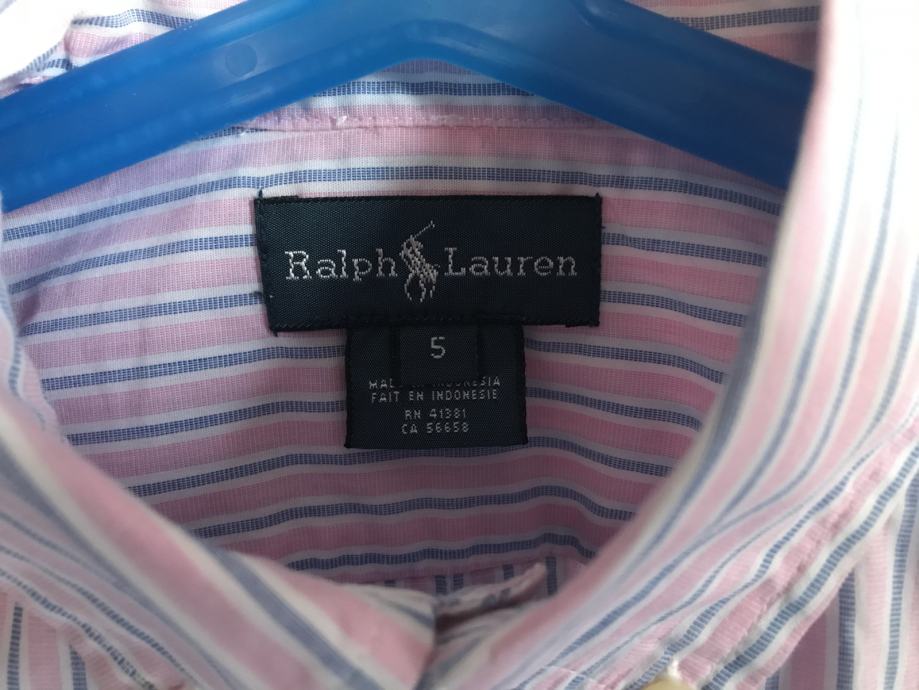 Ralph Lauren
5
MADE IN INDONESIA
FAIT EN INDONESIE
RN 41381
CA 56658